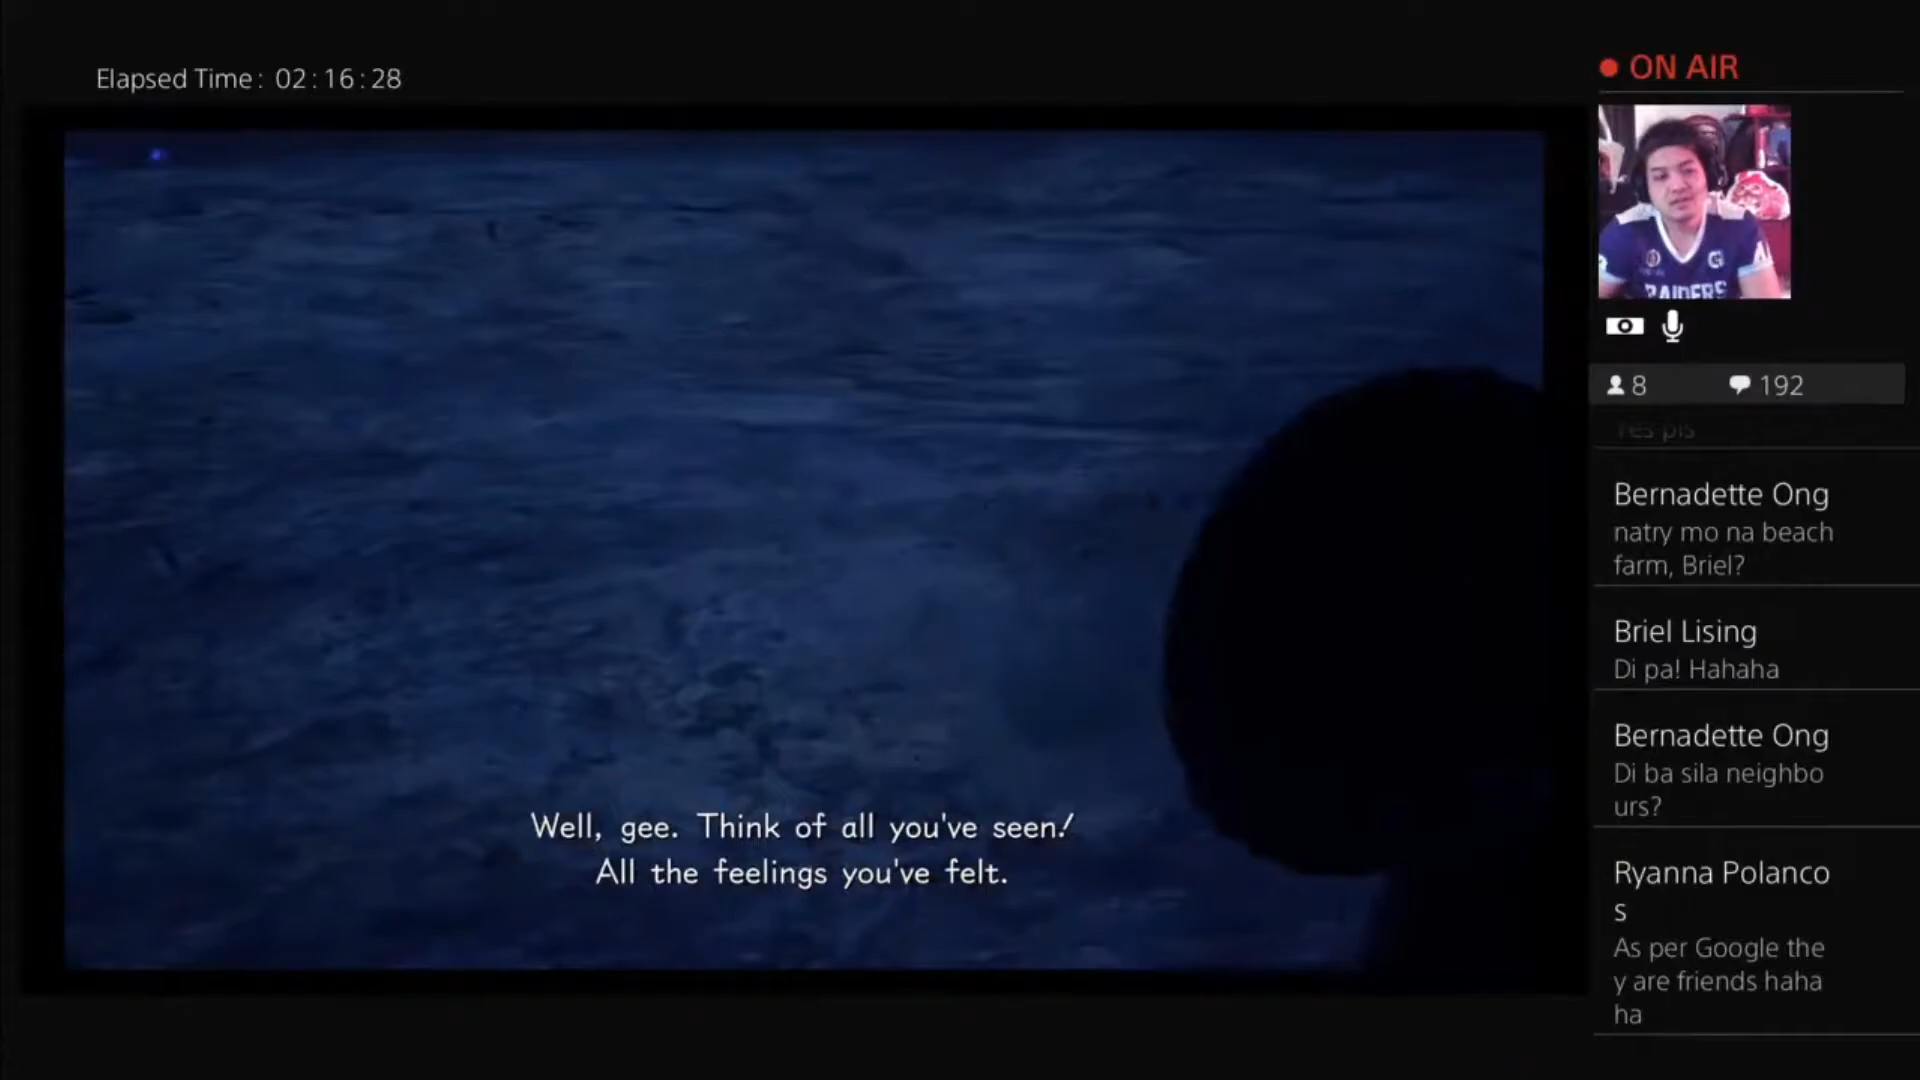 Elapsed Time: 02:16:28
ON AIR
RAIDERS
8
192
Yes pls
Bernadette Ong
natry mo na beach
farm, Briel?
Briel Lising
Di pa! Hahaha
Bernadette Ong
Di ba sila neighbo
urs?
Ryanna Polanco
s
As per Google the
y are friends haha
ha
Well, gee. Think of all you've seen!
All the feelings you've felt.